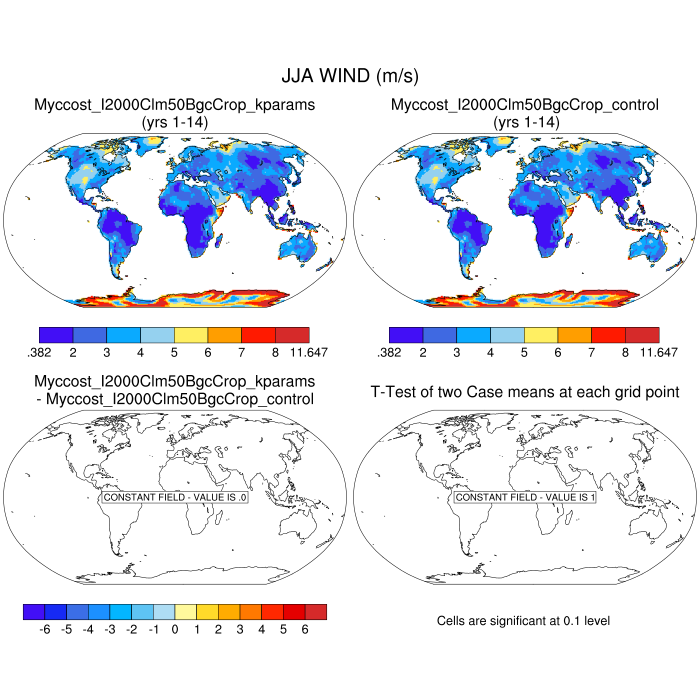 JJA WIND (m/s)
Myccost_I2000Clm50BgcCrop_kparams
(yrs 1-14)
Myccost_I2000Clm50BgcCrop_control
(yrs 1-14)
.382 2 3 4 5 6 7 8 11.647
.382 2 3 4 5 6 7 8 11.647
Myccost_I2000Clm50BgcCrop_kparams
- Myccost_I2000Clm50BgcCrop_control
T-Test of two Case means at each grid point
CONSTANT FIELD - VALUE IS .0
CONSTANT FIELD - VALUE IS 1
-6 -5 -4 -3 -2 -1 0 1 2 3 4 5 6
Cells are significant at 0.1 level